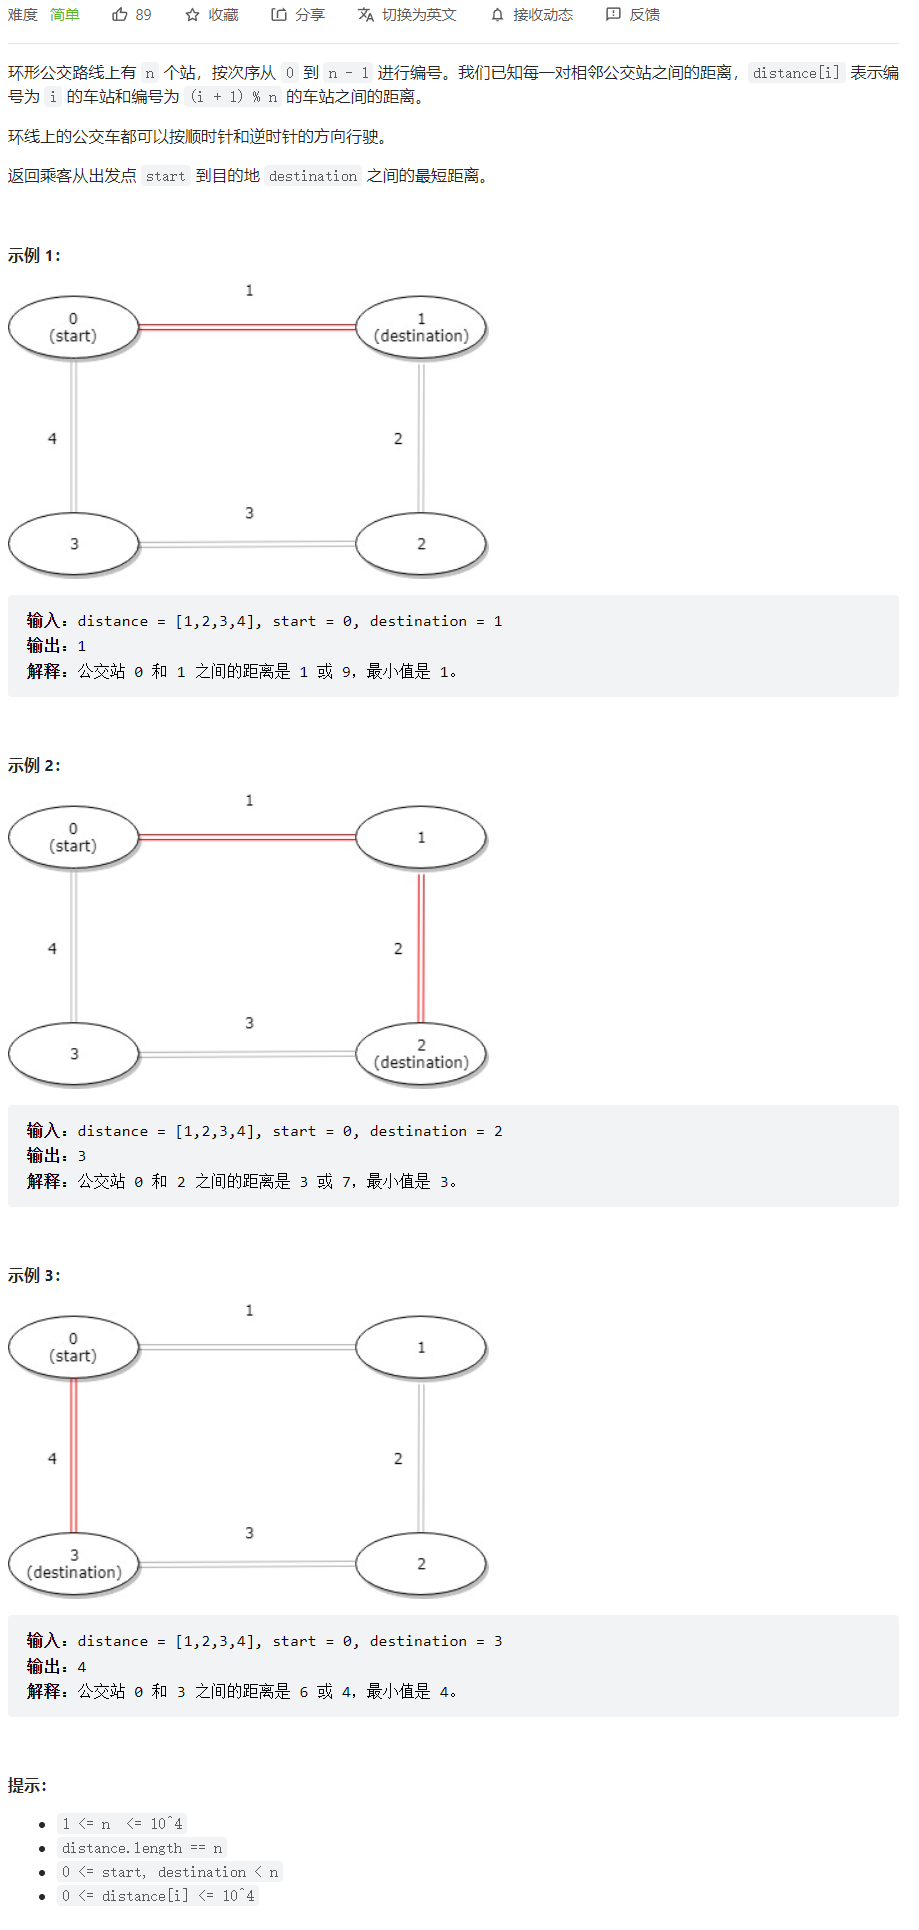 难度 简单 89 收藏 分享 切换为英文 接收动态 反馈
环形公交路线上有 n 个站，按次序从 0 到 n - 1 进行编号。我们已知每一对相邻公交站之间的距离，distance[i] 表示编
号为 i 的车站和编号为 (i + 1) % n 的车站之间的距离。
环线上的公交车都可以按顺时针和逆时针的方向行驶。
返回乘客从出发点 start 到目的地 destination 之间的最短距离。
示例 1：
1
0
(start)
1
(destination)
4
2
3
3
2
输入：distance = [1,2,3,4], start = 0, destination = 1
输出：1
解释：公交站 0 和 1 之间的距离是 1 或 9，最小值是 1。
示例 2：
1
0
(start)
1
4
2
3
3
2
(destination)
输入：distance = [1,2,3,4], start = 0, destination = 2
输出：3
解释：公交站 0 和 2 之间的距离是 3 或 7，最小值是 3。
示例 3：
1
0
(start)
1
4
2
3
3
(destination)
2
输入：distance = [1,2,3,4], start = 0, destination = 3
输出：4
解释：公交站 0 和 3 之间的距离是 6 或 4，最小值是 4。
提示：
1 <= n  <= 10^4
distance.length == n
0 <= start, destination < n
0 <= distance[i] <= 10^4